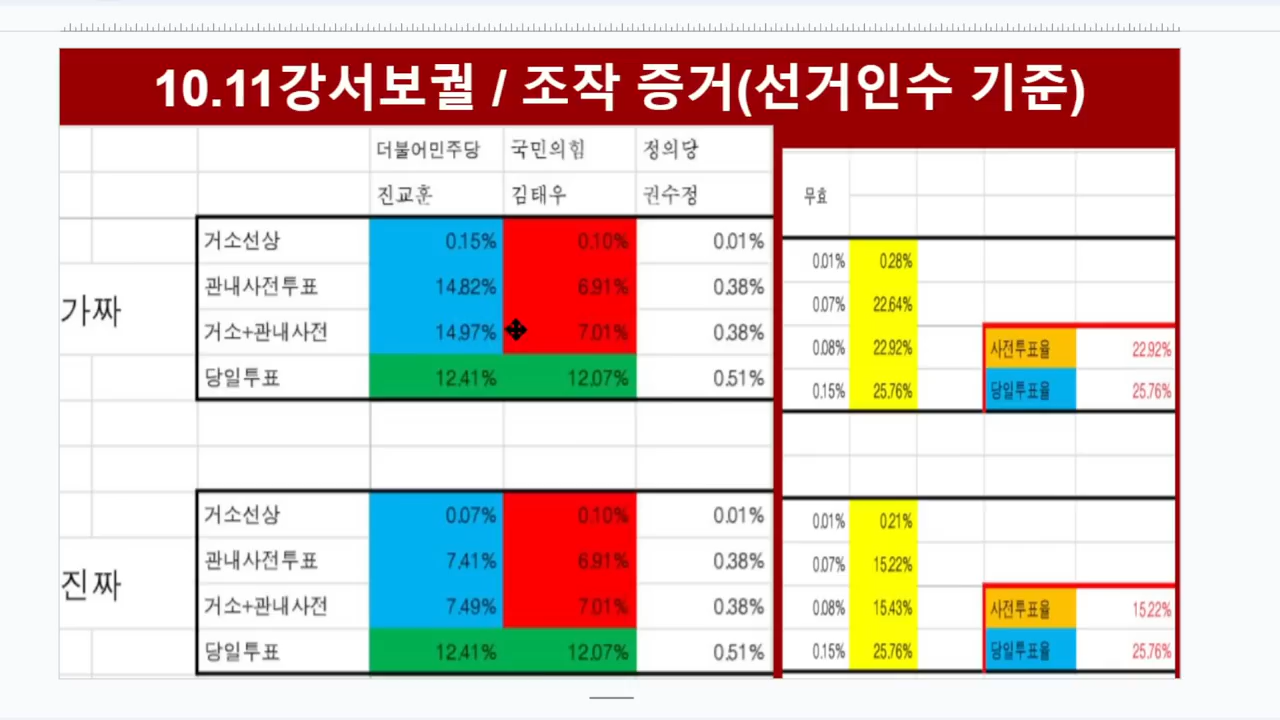 10.11강서보궐 / 조작 증거(선거인수 기준)
더불어민주당 국민의힘 정의당
진교훈 김태우 권수정 무효
거소선상 0.15% 0.10% 0.01% 0.01% 0.28%
관내사전투표 14.82% 6.91% 0.38% 0.07% 22.64%
가짜
거소+관내사전 14.97% 7.01% 0.38% 0.08% 22.92% 사전투표율 22.92%
당일투표 12.41% 12.07% 0.51% 0.15% 25.76% 당일투표율 25.76%
거소선상 0.07% 0.10% 0.01% 0.01% 0.21%
관내사전투표 7.41% 6.91% 0.38% 0.07% 15.22%
진짜
거소+관내사전 7.49% 7.01% 0.38% 0.08% 15.43% 사전투표율 15.22%
당일투표 12.41% 12.07% 0.51% 0.15% 25.76% 당일투표율 25.76%